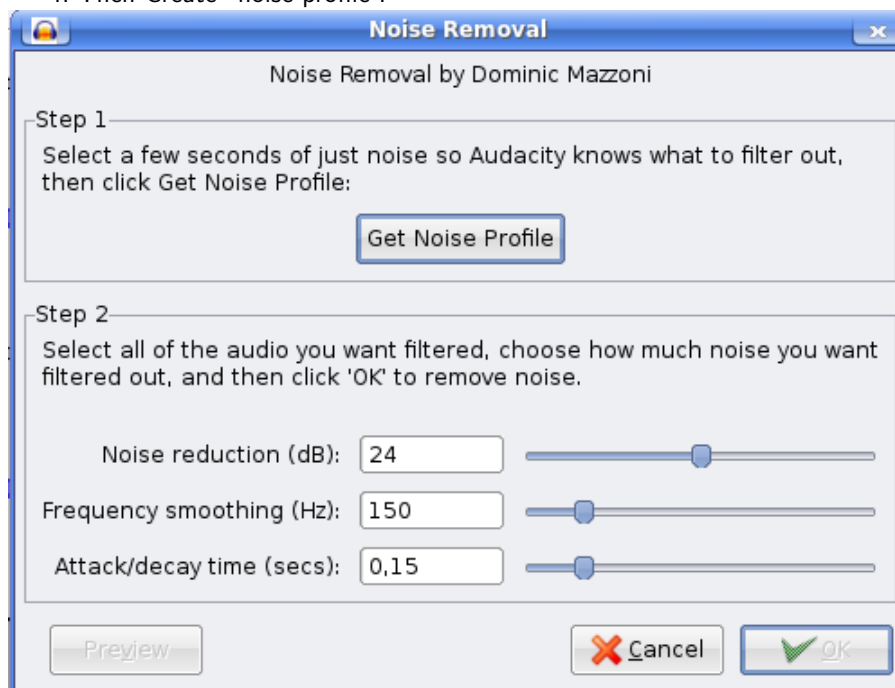 Noise Removal
Noise Removal by Dominic Mazzoni
Step 1
Select a few seconds of just noise so Audacity knows what to filter out,
then click Get Noise Profile:
Get Noise Profile
Step 2
Select all of the audio you want filtered, choose how much noise you want
filtered out, and then click 'OK' to remove noise.
Noise reduction (dB): 24
Frequency smoothing (Hz): 150
Attack/decay time (secs): 0,15
Preview
Cancel
OK